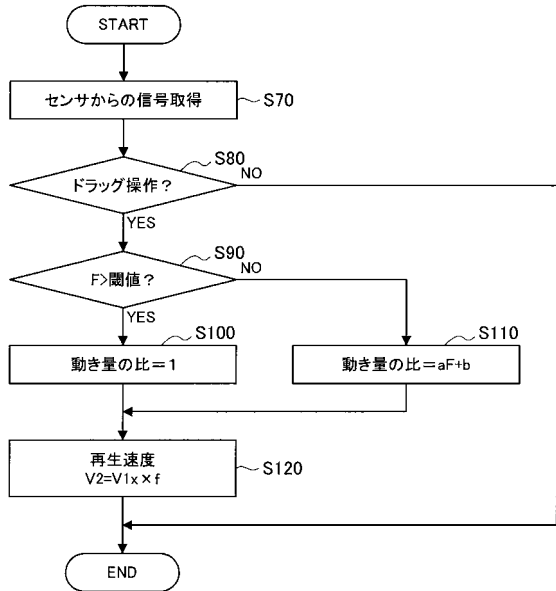 START
センサからの信号取得
S70
ドラッグ操作?
S80
NO
YES
F>閾値?
S90
NO
YES
動き量の比=1
S100
動き量の比=aF+b
S110
再生速度
V2=V1x×f
S120
END